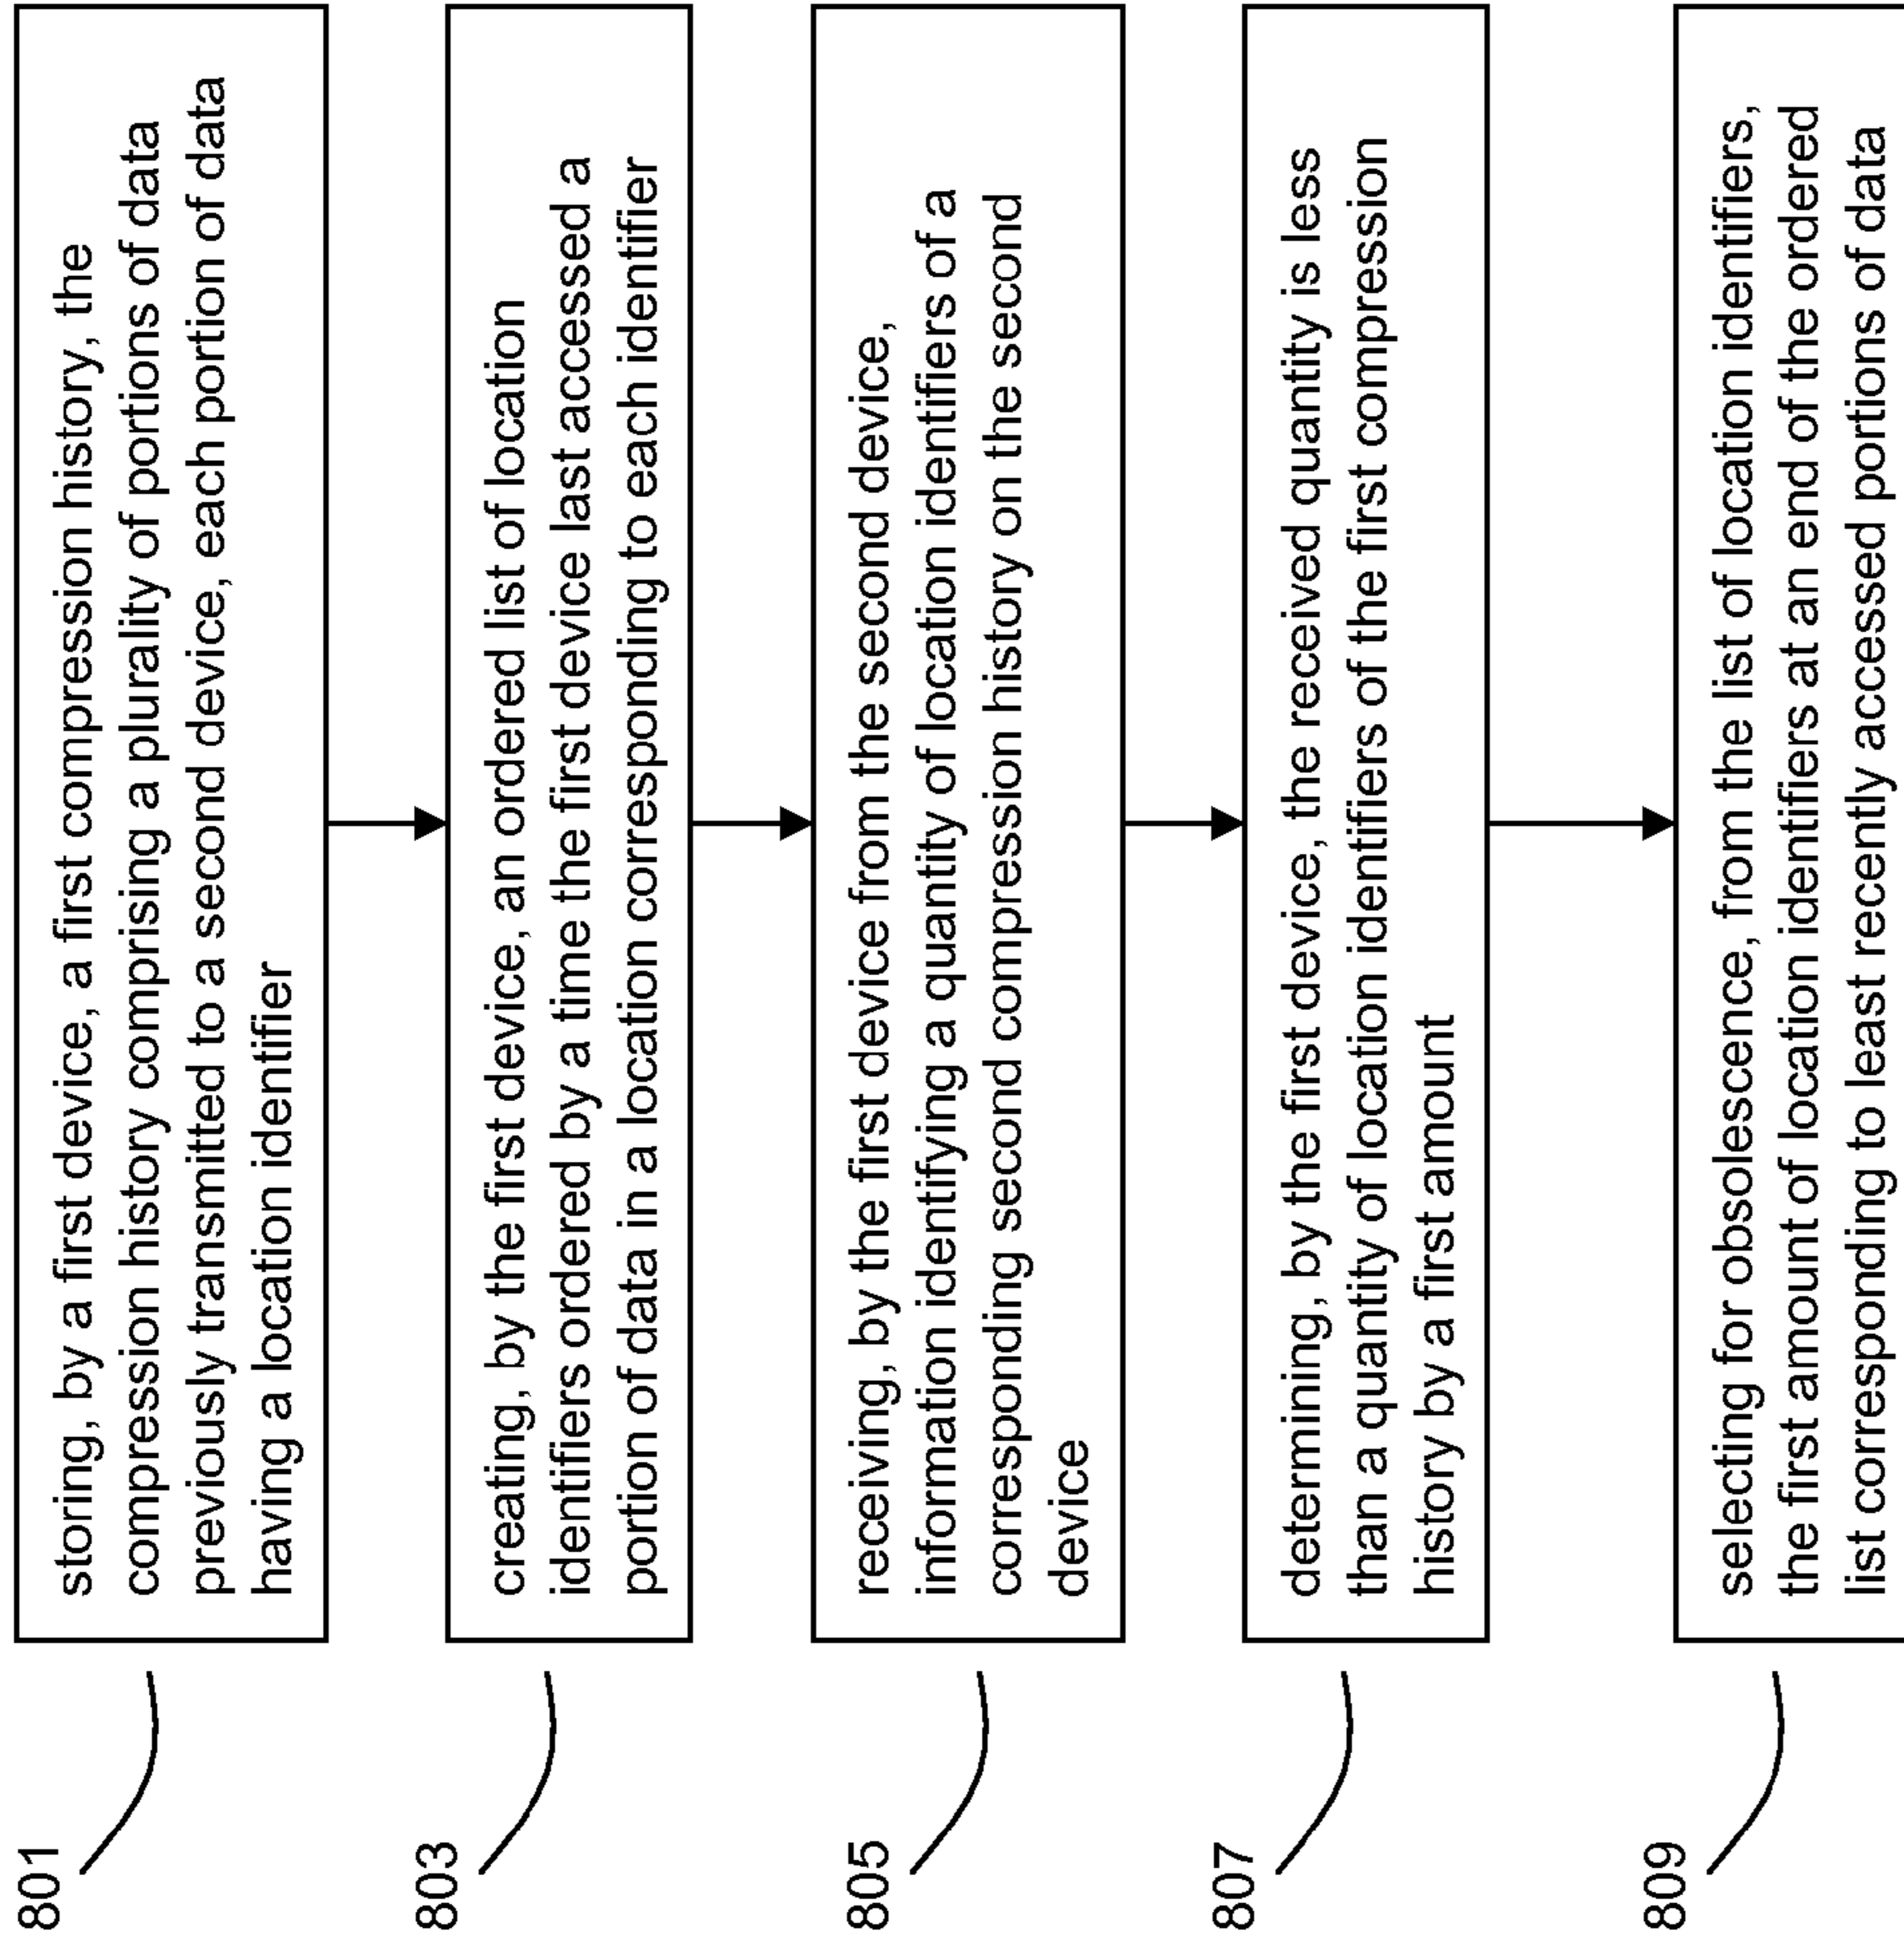 801
storing, by a first device, a first compression history, the
compression history comprising a plurality of portions of data
previously transmitted to a second device, each portion of data
having a location identifier
803
creating, by the first device, an ordered list of location
identifiers ordered by a time the first device last accessed a
portion of data in a location corresponding to each identifier
805
receiving, by the first device from the second device,
information identifying a quantity of location identifiers of a
corresponding second compression history on the second
device
807
determining, by the first device, the received quantity is less
than a quantity of location identifiers of the first compression
history by a first amount
809
selecting for obsolescence, from the list of location identifiers,
the first amount of location identifiers at an end of the ordered
list corresponding to least recently accessed portions of data